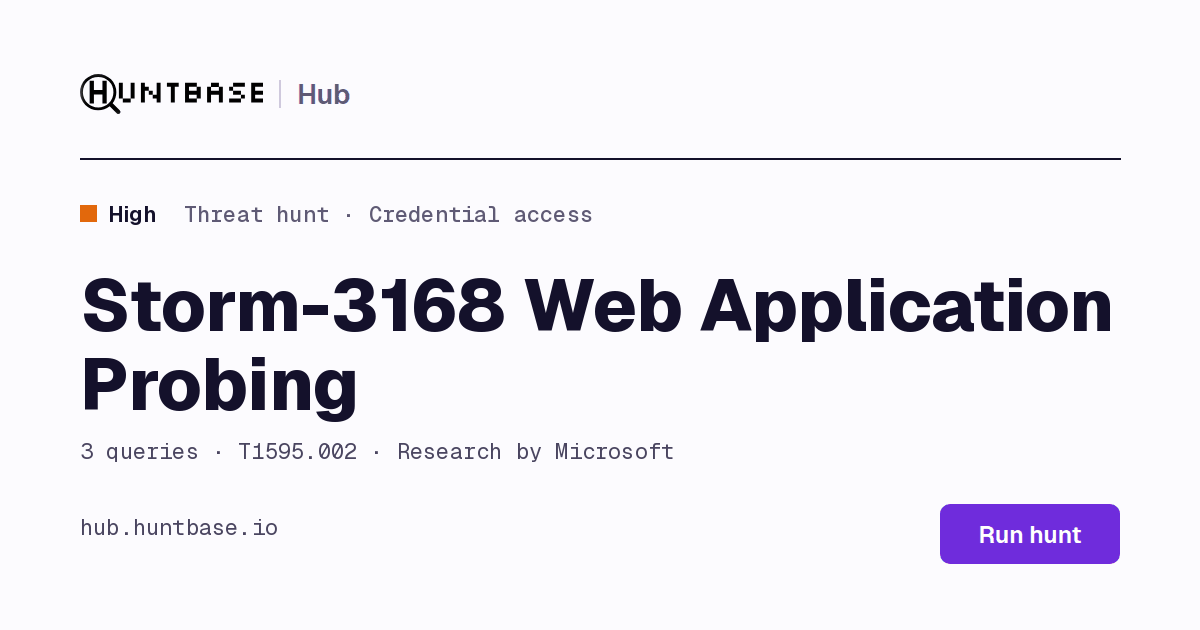 HUNTBASE Hub
High Threat hunt · Credential access
Storm-3168 Web Application
Probing
3 queries · T1595.002 · Research by Microsoft
hub.huntbase.io
Run hunt